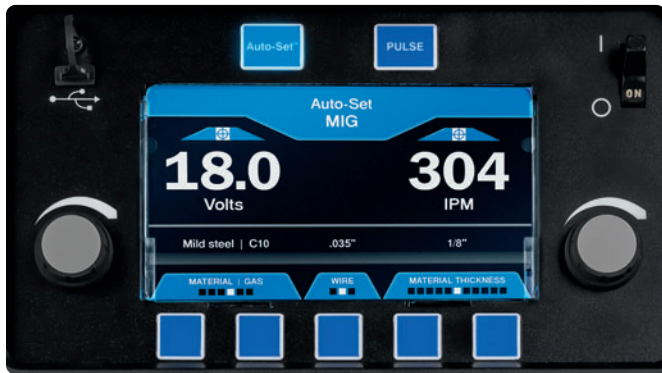 Auto-Set™
PULSE
ON
Auto-Set
MIG
18.0
304
Volts
IPM
Mild steel | C10
.035"
1/8"
MATERIAL | GAS
WIRE
MATERIAL THICKNESS